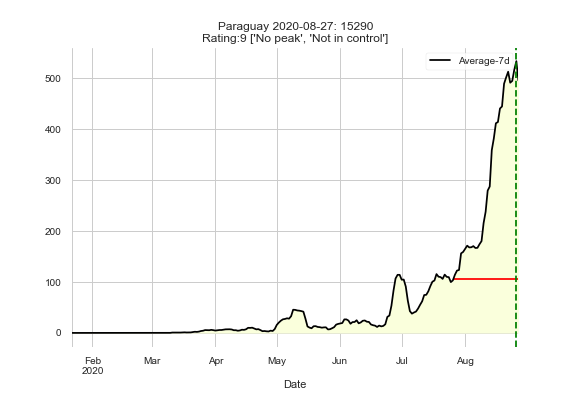 Paraguay 2020-08-27: 15290
Rating:9 ['No peak', 'Not in control']
Average-7d
500
400
300
200
100
0
Feb Mar Apr May Jun Jul Aug
2020
Date